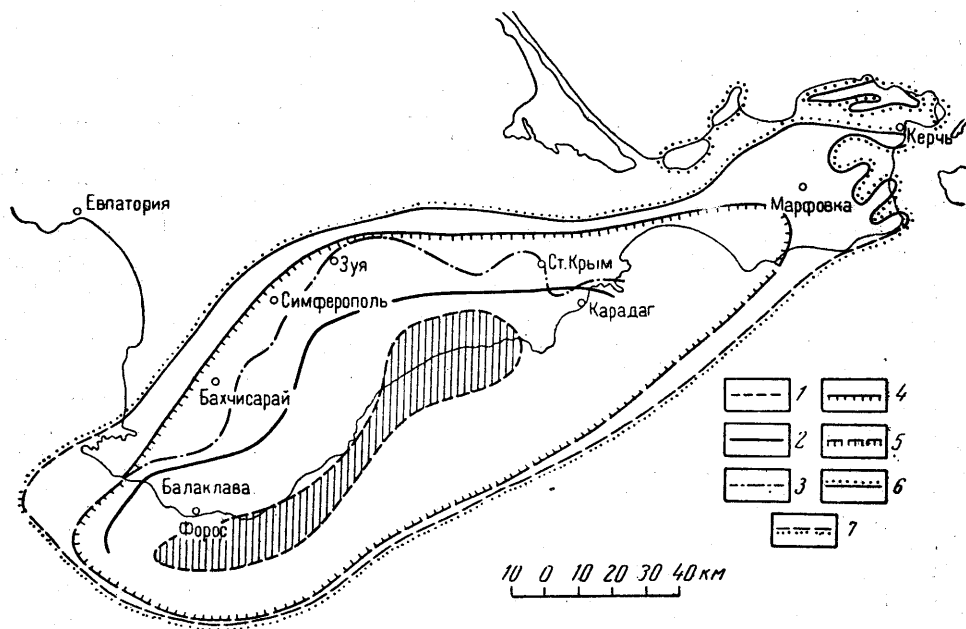 Керчь
Марфовка
Евпатория
Зуя
Ст.Крым
Симферополь
Карадаг
Бахчисарай
Балаклава
Форос
1
4
2
5
3
6
7
10 0 10 20 30 40 км